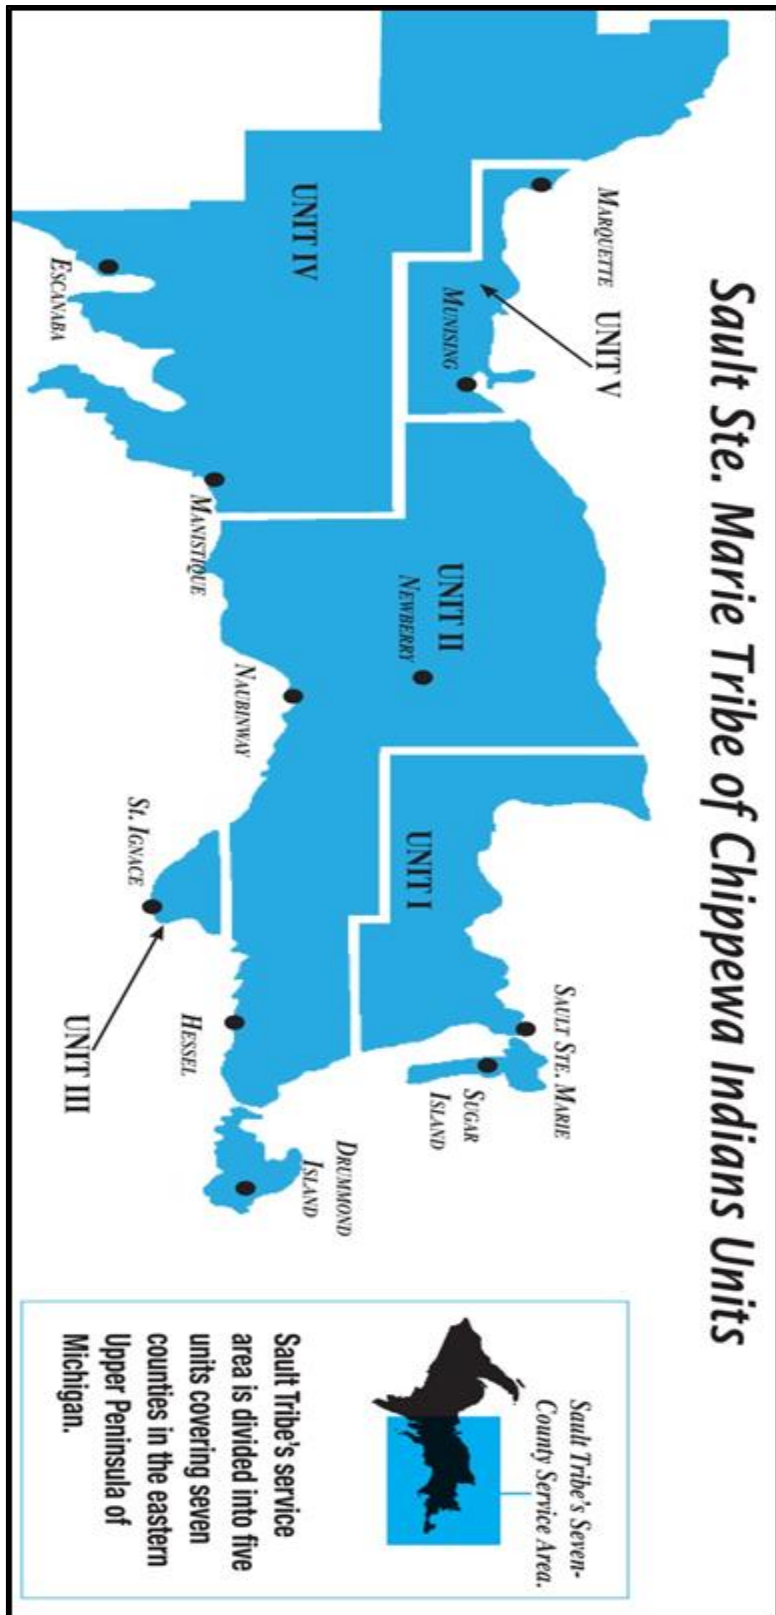 Sault Ste. Marie Tribe of Chippewa Indians Units
MARQUETTE
UNIT V
MUNISING
UNIT IV
ESCANABA
MANISTIQUE
UNIT II
NEWBERRY
NAUBINWAY
UNIT I
SAULT STE. MARIE
SUGAR
ISLAND
ST. IGNACE
UNIT III
HESSEL
DRUMMOND
ISLAND
Sault Tribe's Seven-
County Service Area.
Sault Tribe's service
area is divided into five
units covering seven
counties in the eastern
Upper Peninsula of
Michigan.